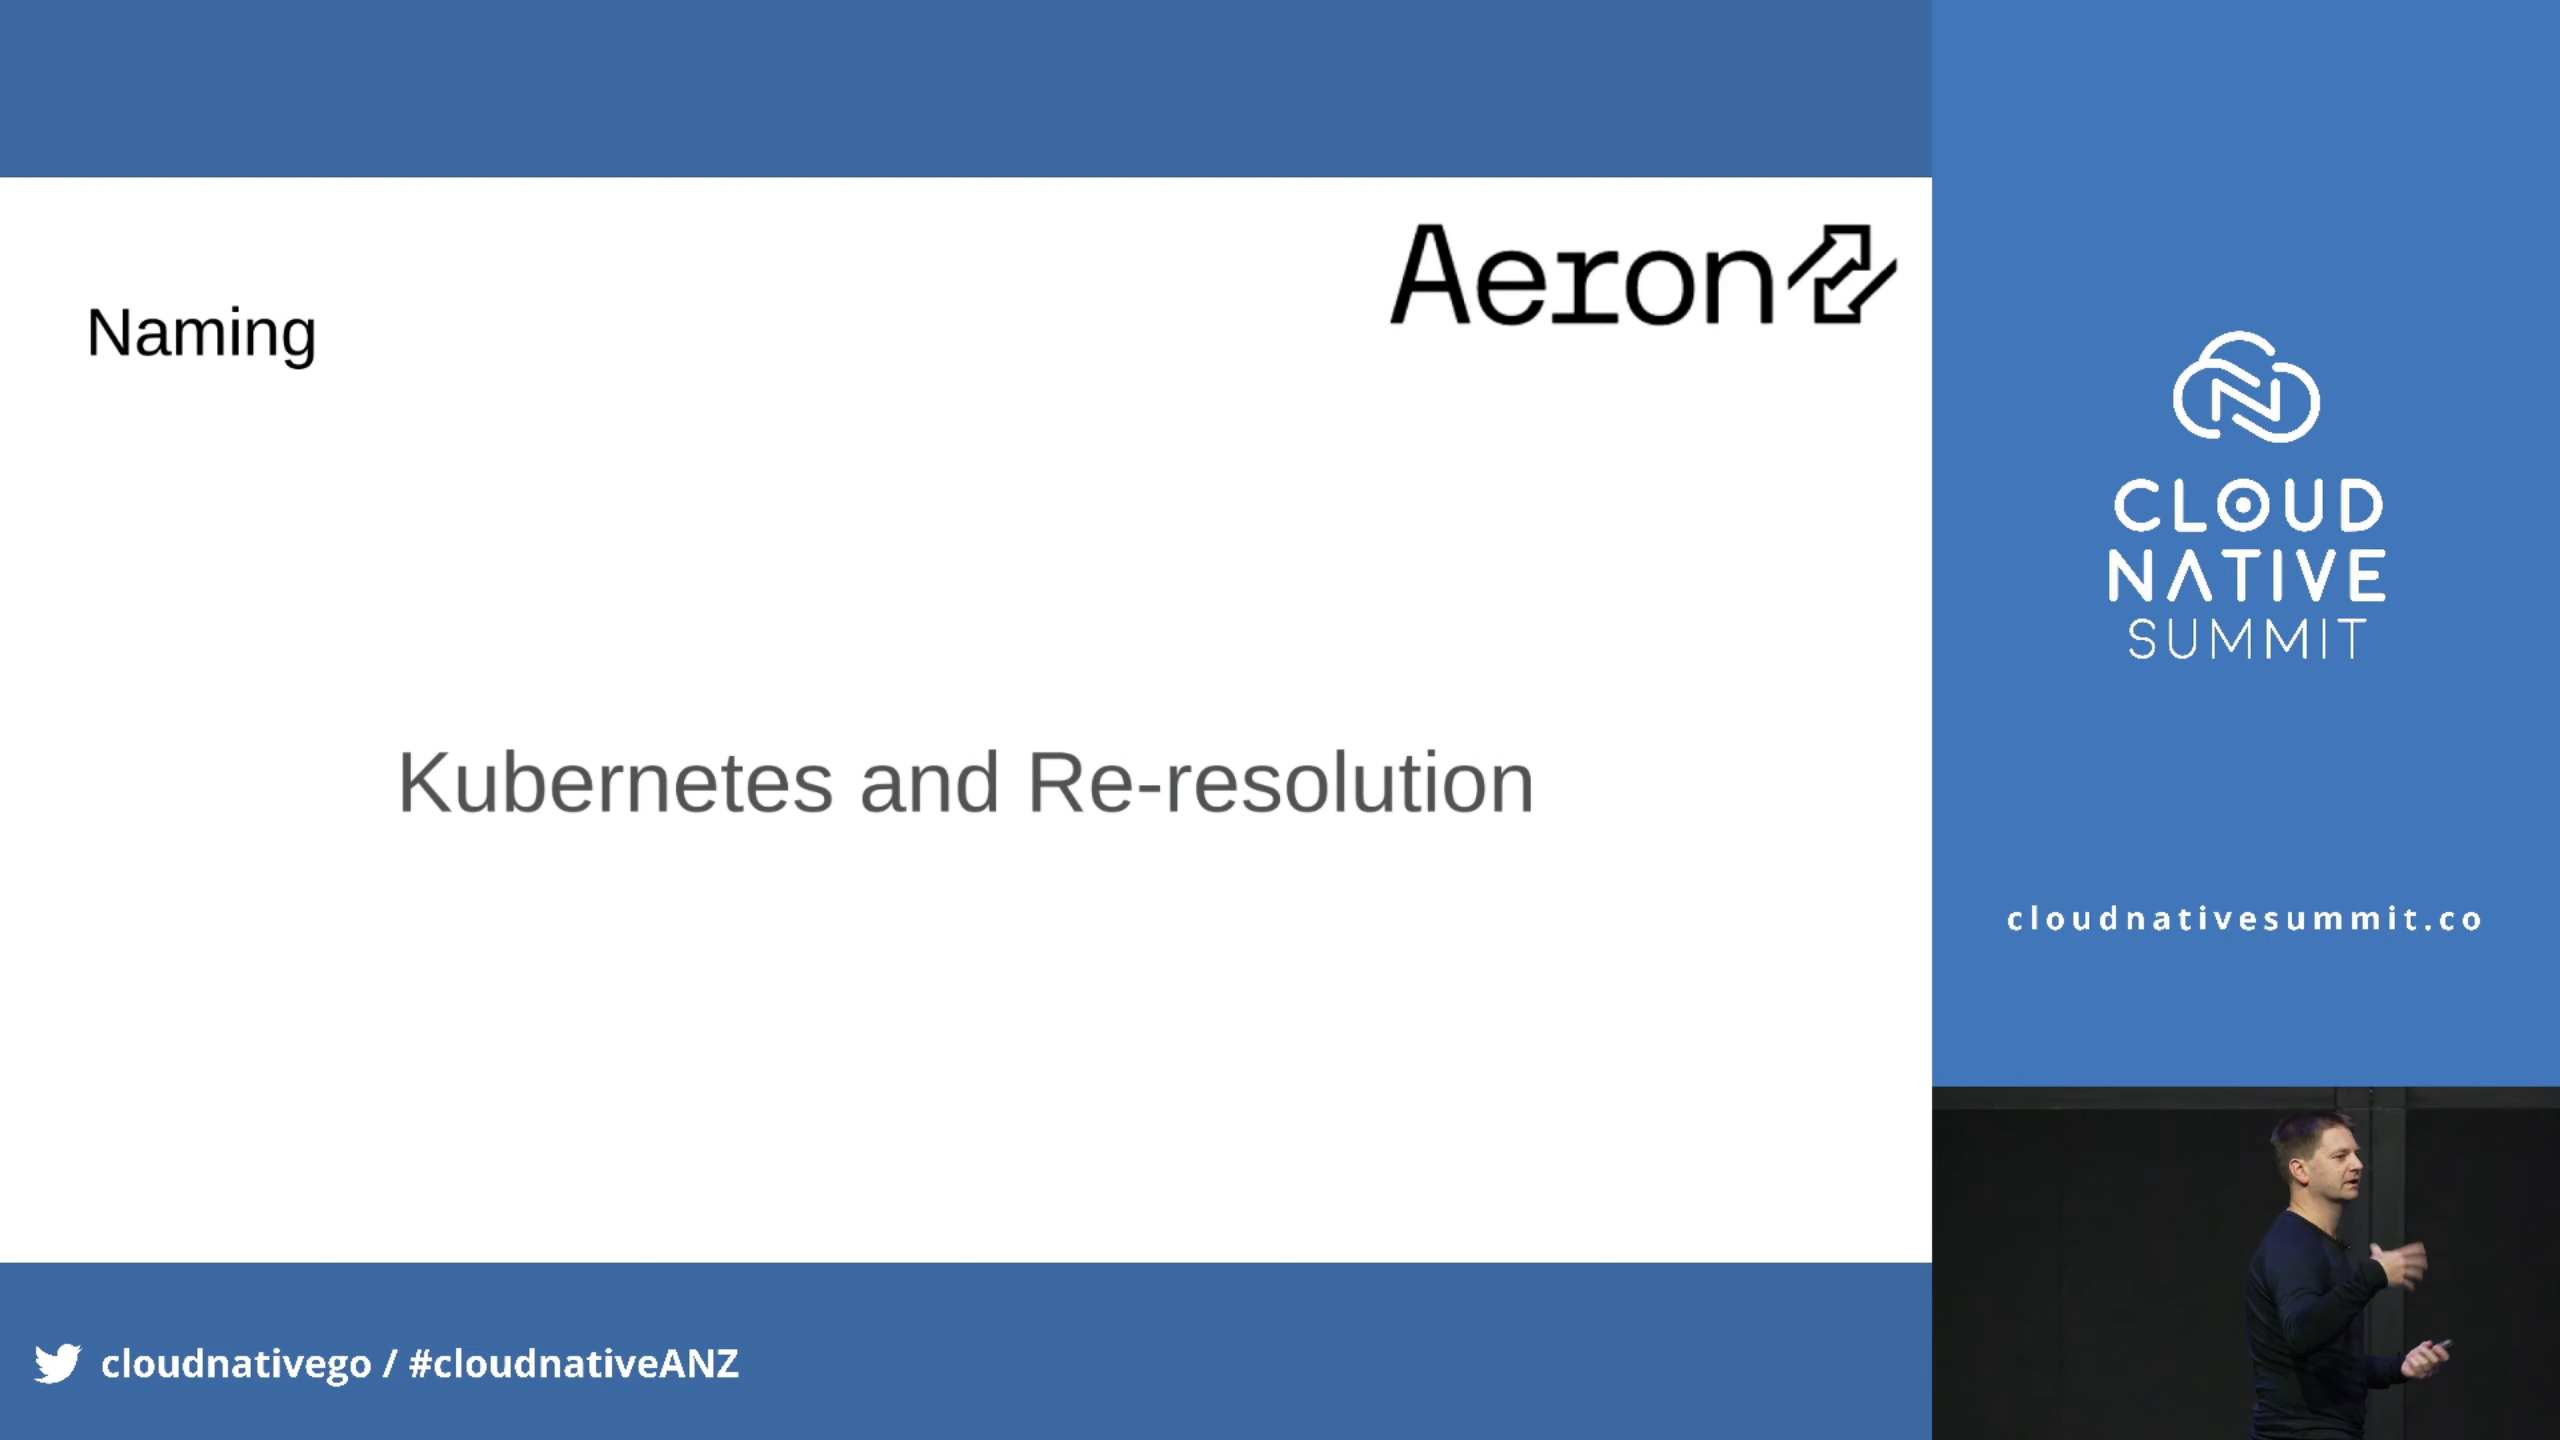 Aeron
Naming
Kubernetes and Re-resolution
CLOUD
NATIVE
SUMMIT
cloudnativesummit.co
cloudnativego / #cloudnativeANZ